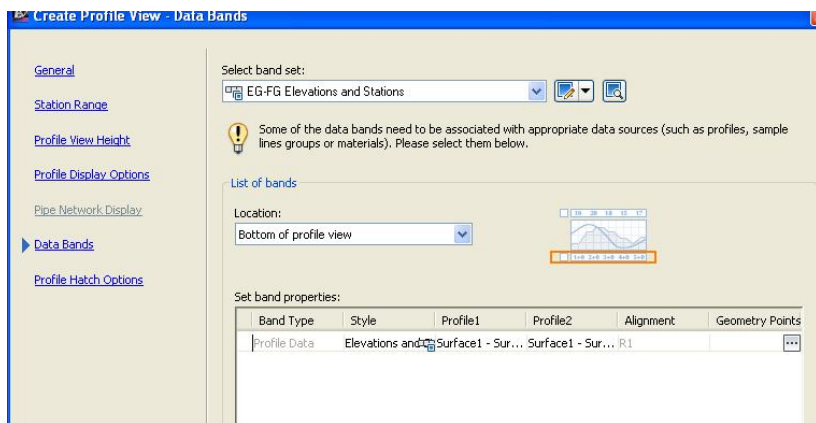 Create Profile View - Data Bands
General
Station Range
Profile View Height
Profile Display Options
Pipe Network Display
Data Bands
Profile Hatch Options
Select band set:
EG-FG Elevations and Stations
Some of the data bands need to be associated with appropriate data sources (such as profiles, sample
lines groups or materials). Please select them below.
List of bands
Location:
Bottom of profile view
Set band properties:
Band Type Style Profile1 Profile2 Alignment Geometry Points
Profile Data Elevations and Surface1 - Sur... Surface1 - Sur... R1 ...